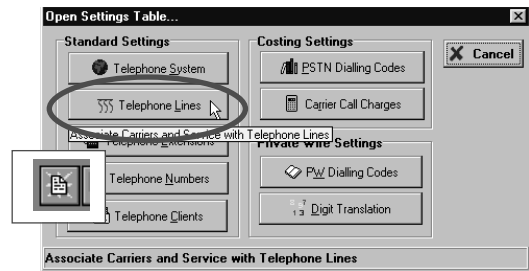 Open Settings Table...
Standard Settings
Costing Settings
Cancel
Telephone System
PSTN Dialling Codes
Telephone Lines
Carrier Call Charges
Associate Carriers and Service with Telephone Lines
Telephone Extensions
Private Wire Settings
Telephone Numbers
PW Dialling Codes
Telephone Clients
Digit Translation
Associate Carriers and Service with Telephone Lines